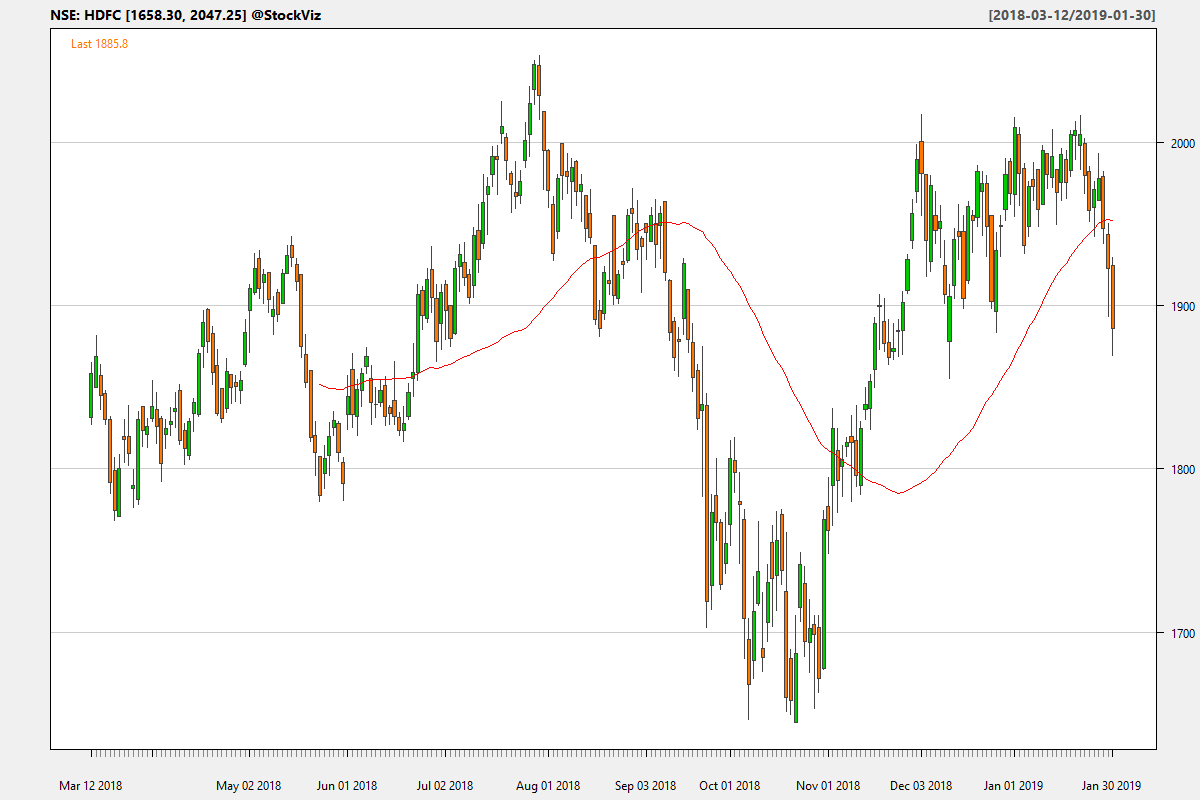 NSE: HDFC [1658.30, 2047.25] @StockViz [2018-03-12/2019-01-30]
Last 1885.8
2000
1900
1800
1700
Mar 12 2018 May 02 2018 Jun 01 2018 Jul 02 2018 Aug 01 2018 Sep 03 2018 Oct 01 2018 Nov 01 2018 Dec 03 2018 Jan 01 2019 Jan 30 2019